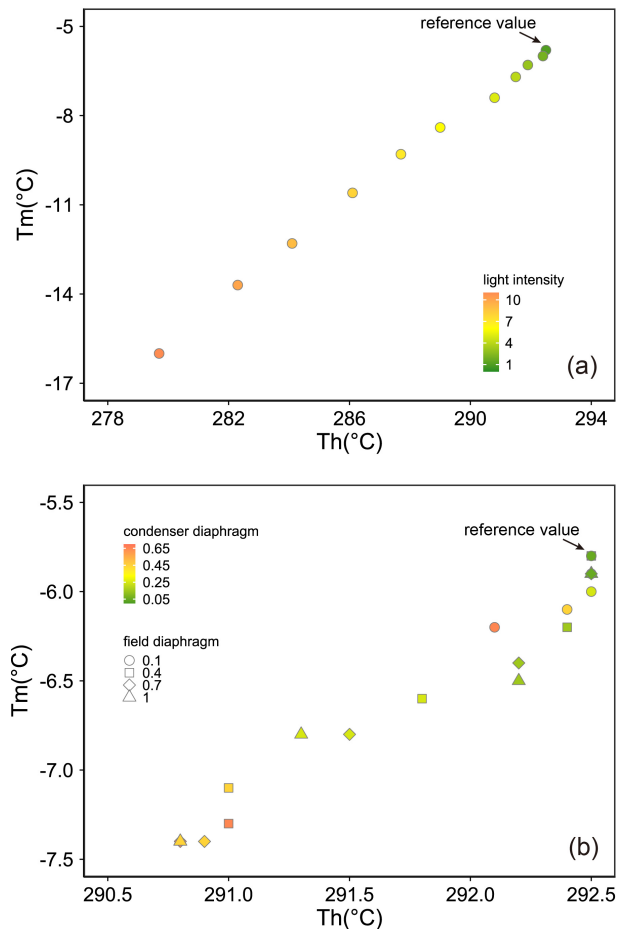 reference value
-5
-8
-11
-14
-17
Tm(°C)
light intensity
10
7
4
1
(a)
278
282
286
290
294
Th(°C)
-5.5
-6.0
-6.5
-7.0
-7.5
Tm(°C)
condenser diaphragm
0.65
0.45
0.25
0.05
reference value
field diaphragm
0.1
0.4
0.7
1
(b)
290.5
291.0
291.5
292.0
292.5
Th(°C)